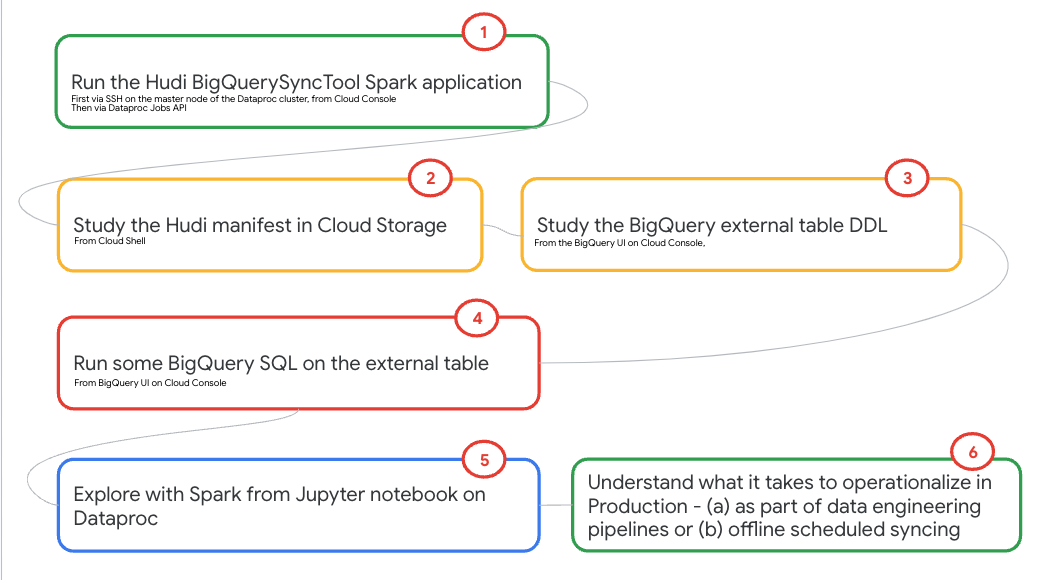 1
Run the Hudi BigQuerySyncTool Spark application
First via SSH on the master node of the Dataproc cluster, from Cloud Console
Then via Dataproc Jobs API
2
Study the Hudi manifest in Cloud Storage
From Cloud Shell
3
Study the BigQuery external table DDL
From the BigQuery UI on Cloud Console,
4
Run some BigQuery SQL on the external table
From BigQuery UI on Cloud Console
5
Explore with Spark from Jupyter notebook on
Dataproc
6
Understand what it takes to operationalize in
Production - (a) as part of data engineering
pipelines or (b) offline scheduled syncing